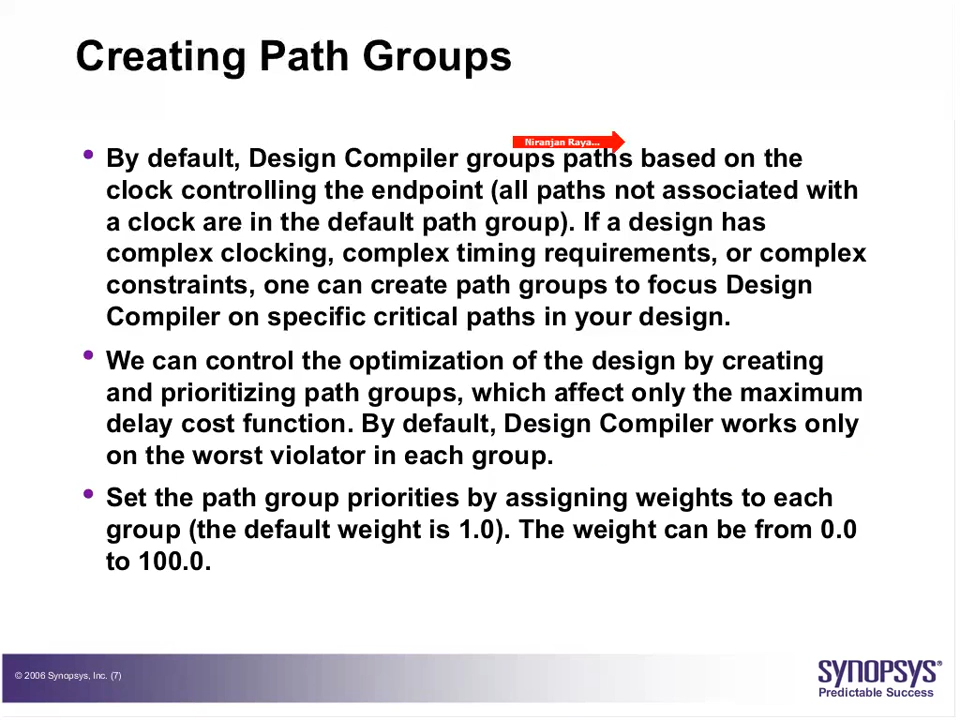 Creating Path Groups
Niranjan Raya...
• By default, Design Compiler groups paths based on the
clock controlling the endpoint (all paths not associated with
a clock are in the default path group). If a design has
complex clocking, complex timing requirements, or complex
constraints, one can create path groups to focus Design
Compiler on specific critical paths in your design.
• We can control the optimization of the design by creating
and prioritizing path groups, which affect only the maximum
delay cost function. By default, Design Compiler works only
on the worst violator in each group.
• Set the path group priorities by assigning weights to each
group (the default weight is 1.0). The weight can be from 0.0
to 100.0.
© 2006 Synopsys, Inc. (7)
SYNOPSYS®
Predictable Success